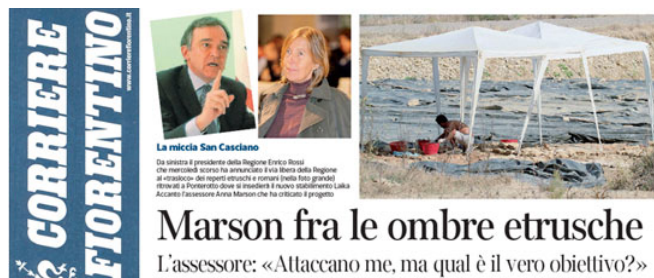 CORRIERE
FIORENTINO
www.corrierefiorentino.it
La miccia San Casciano
Da sinistra il presidente della Regione Enrico Rossi
che mercoledì scorso ha annunciato il via libera della Regione
al «trasloco» dei reperti etruschi e romani (nella foto grande)
ritrovati a Ponterotto dove si insedierà il nuovo stabilimento Laika
Accanto l'assessore Anna Marson che ha criticato il progetto
Marson fra le ombre etrusche
L'assessore: «Attaccano me, ma qual è il vero obiettivo?»